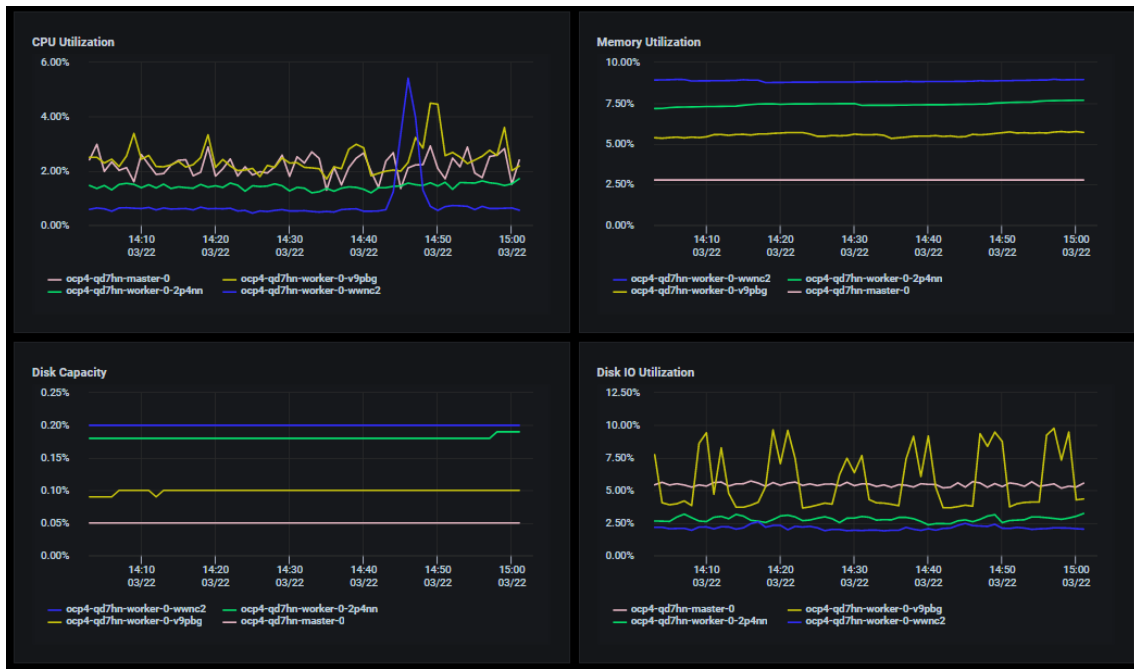 CPU Utilization
6.00%
4.00%
2.00%
0.00%
14:10 14:20 14:30 14:40 14:50 15:00
03/22 03/22 03/22 03/22 03/22 03/22
ocp4-qd7hn-master-0 ocp4-qd7hn-worker-0-v9pbg
ocp4-qd7hn-worker-0-2p4nn ocp4-qd7hn-worker-0-wwnc2
Memory Utilization
10.00%
7.50%
5.00%
2.50%
0.00%
14:10 14:20 14:30 14:40 14:50 15:00
03/22 03/22 03/22 03/22 03/22 03/22
ocp4-qd7hn-worker-0-wwnc2 ocp4-qd7hn-worker-0-2p4nn
ocp4-qd7hn-worker-0-v9pbg ocp4-qd7hn-master-0
Disk Capacity
0.25%
0.20%
0.15%
0.10%
0.05%
0.00%
14:10 14:20 14:30 14:40 14:50 15:00
03/22 03/22 03/22 03/22 03/22 03/22
ocp4-qd7hn-worker-0-wwnc2 ocp4-qd7hn-worker-0-2p4nn
ocp4-qd7hn-worker-0-v9pbg ocp4-qd7hn-master-0
Disk IO Utilization
12.50%
10.00%
7.50%
5.00%
2.50%
0.00%
14:10 14:20 14:30 14:40 14:50 15:00
03/22 03/22 03/22 03/22 03/22 03/22
ocp4-qd7hn-master-0 ocp4-qd7hn-worker-0-v9pbg
ocp4-qd7hn-worker-0-2p4nn ocp4-qd7hn-worker-0-wwnc2